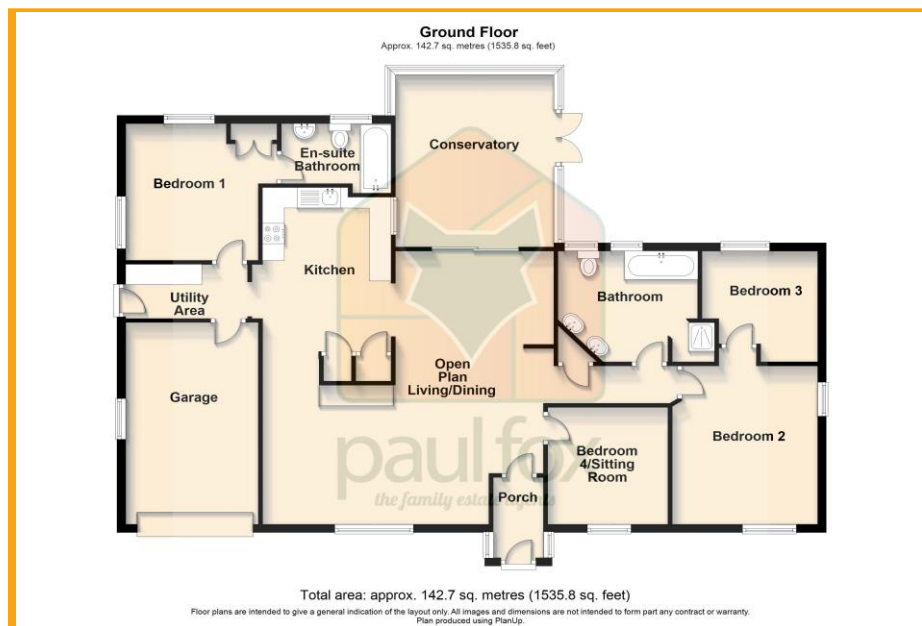 Ground Floor
Approx. 142.7 sq. metres (1535.8 sq. feet)
Conservatory
En-suite
Bathroom
Bedroom 1
Kitchen
Utility
Area
Bathroom
Bedroom 3
Garage
Open
Plan
Living/Dining
Bedroom 2
Bedroom
4/Sitting
Room
Porch
paul fox
the family estate agents
Total area: approx. 142.7 sq. metres (1535.8 sq. feet)
Floor plans are intended to give a general indication of the layout only. All images and dimensions are not intended to form part any contract or warranty.
Plan produced using PlanUp.